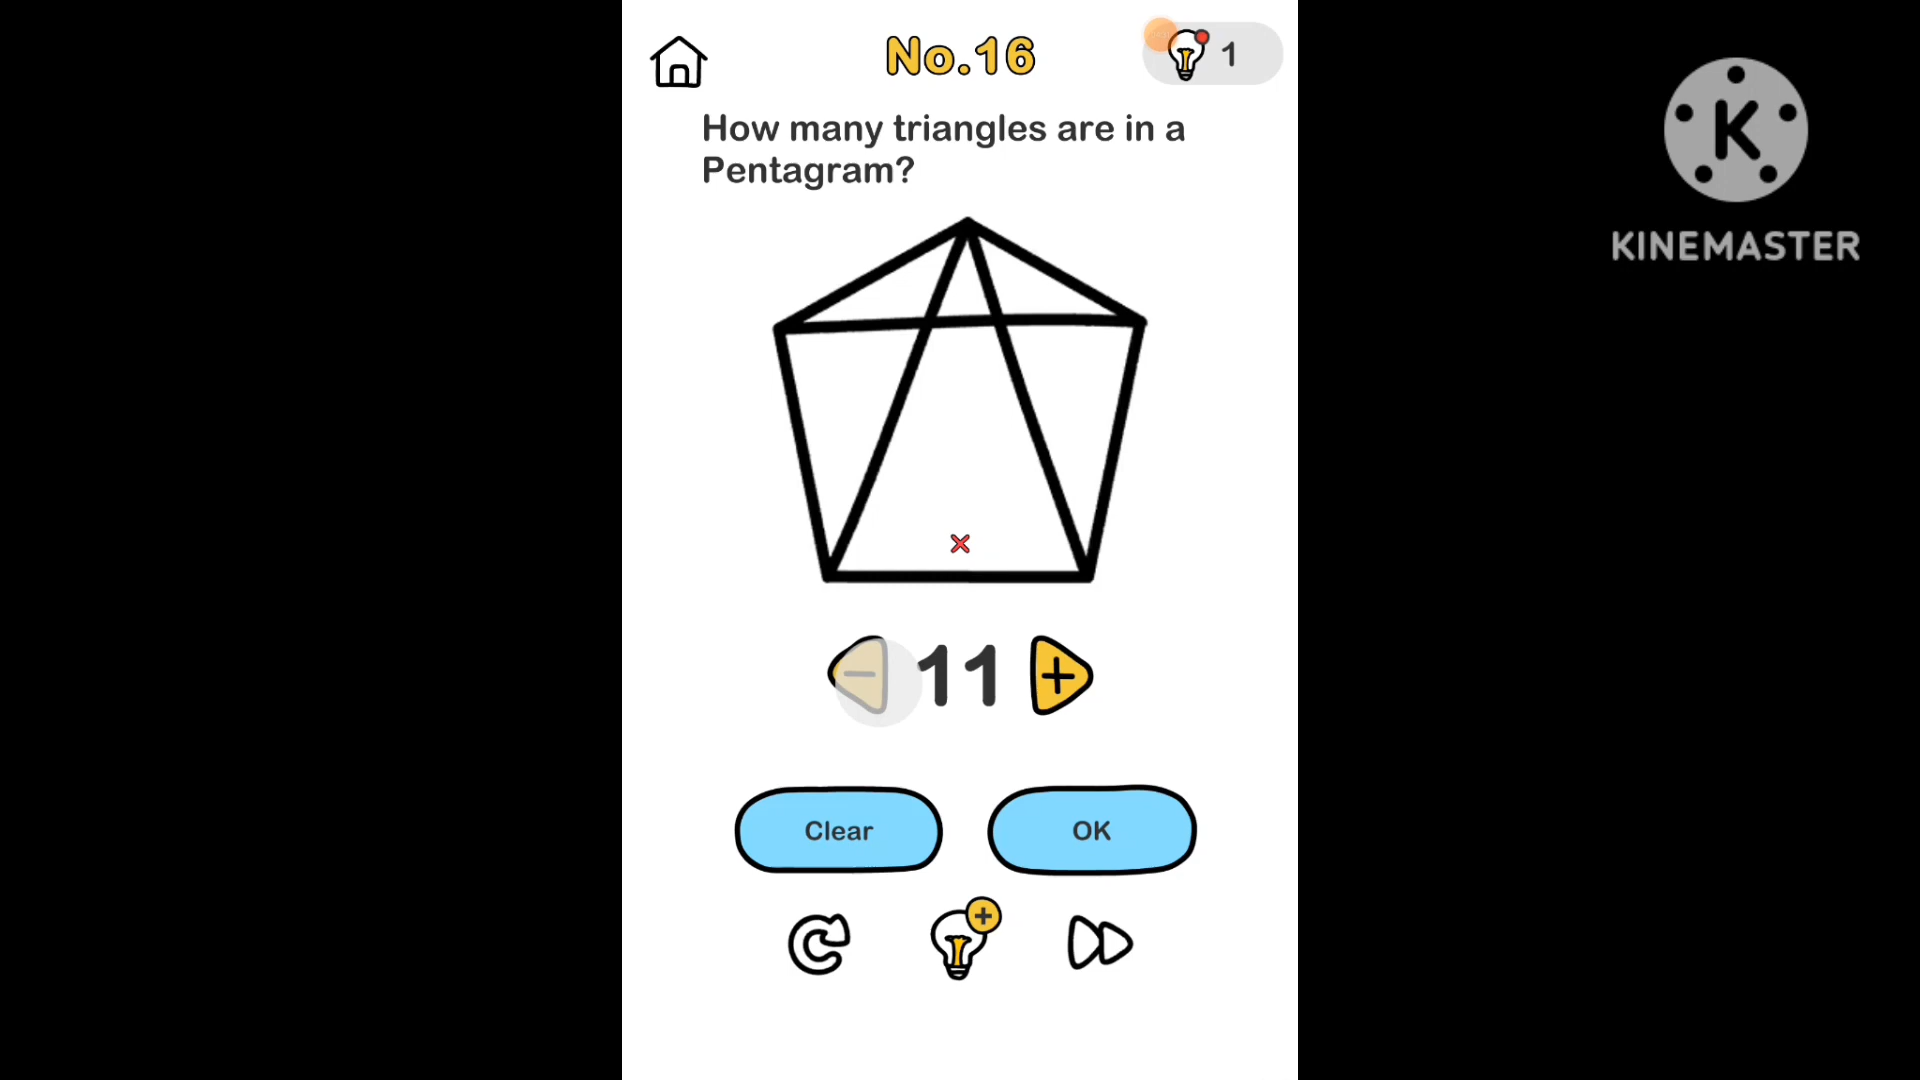 No.16
1
How many triangles are in a
Pentagram?
11
Clear
OK
K
KINEMASTER